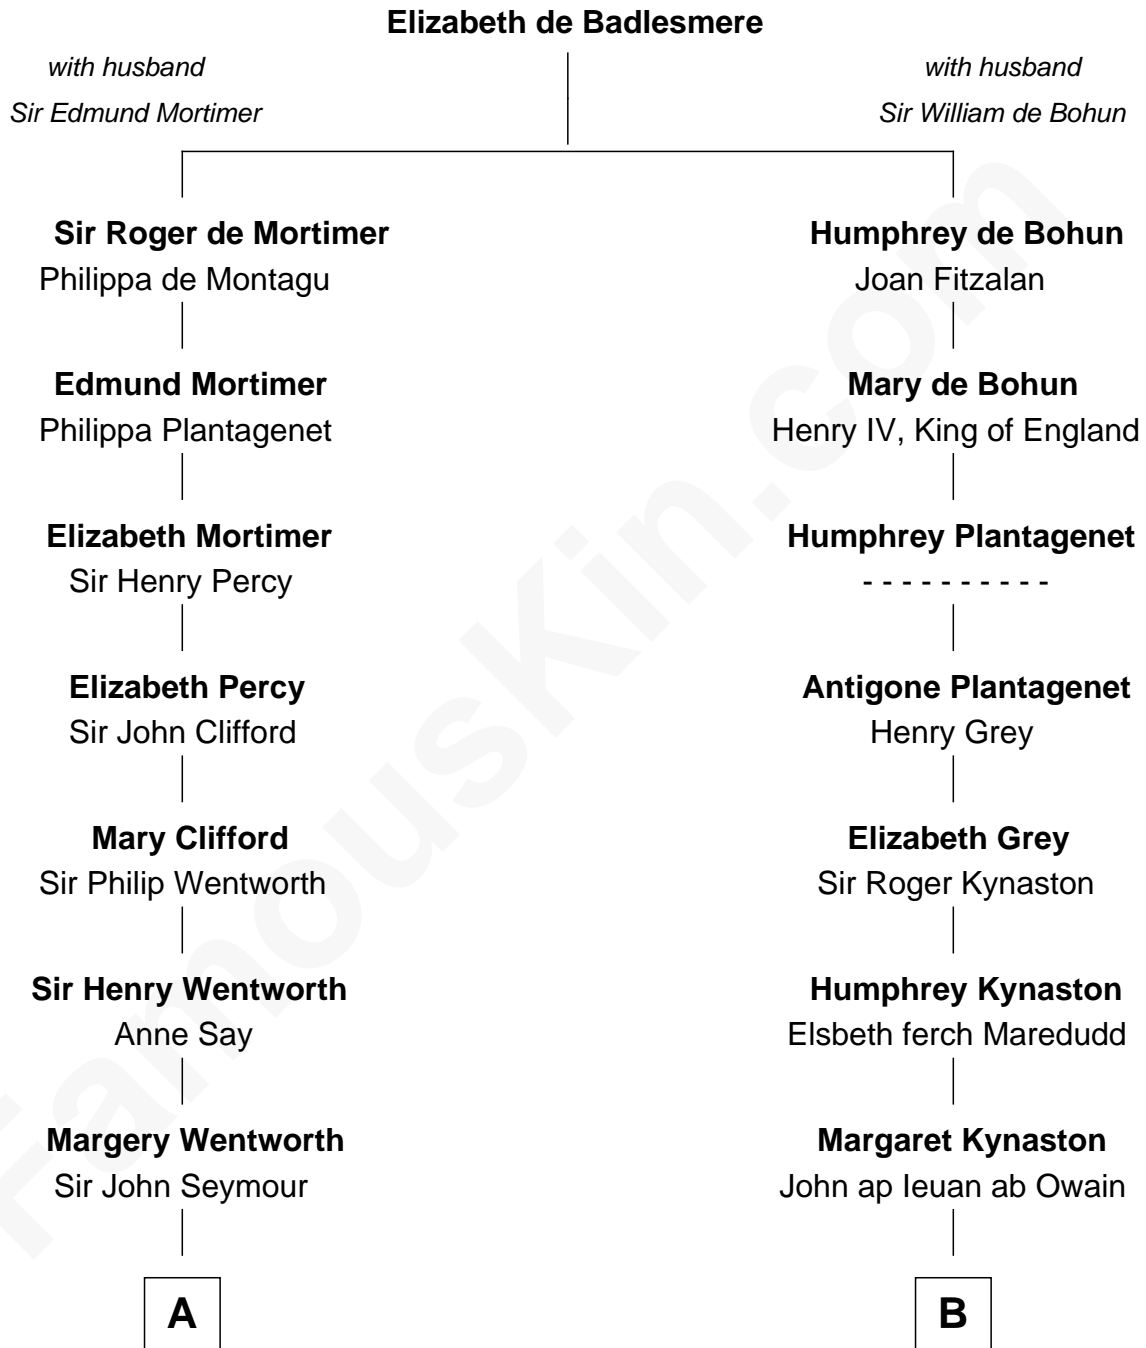 Elizabeth de Badlesmere
with husband
Sir Edmund Mortimer
with husband
Sir William de Bohun
Sir Roger de Mortimer
Philippa de Montagu
Humphrey de Bohun
Joan Fitzalan
Edmund Mortimer
Philippa Plantagenet
Mary de Bohun
Henry IV, King of England
Elizabeth Mortimer
Sir Henry Percy
Humphrey Plantagenet
- - - - - - - - - -
Elizabeth Percy
Sir John Clifford
Antigone Plantagenet
Henry Grey
Mary Clifford
Sir Philip Wentworth
Elizabeth Grey
Sir Roger Kynaston
Sir Henry Wentworth
Anne Say
Humphrey Kynaston
Elsbeth ferch Maredudd
Margery Wentworth
Sir John Seymour
Margaret Kynaston
John ap Ieuan ab Owain
A
B
FamousKin.com